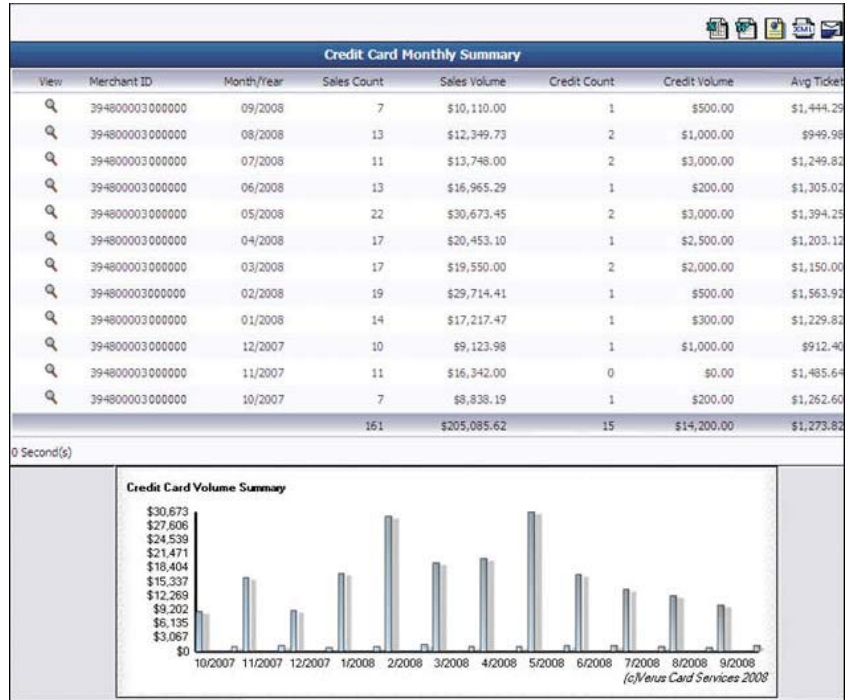 XML
Credit Card Monthly Summary
View Merchant ID Month/Year Sales Count Sales Volume Credit Count Credit Volume Avg Ticket
394800003000000 09/2008 7 $10,110.00 1 $500.00 $1,444.29
394800003000000 08/2008 13 $12,349.73 2 $1,000.00 $949.98
394800003000000 07/2008 11 $13,748.00 2 $3,000.00 $1,249.82
394800003000000 06/2008 13 $16,965.29 1 $200.00 $1,305.02
394800003000000 05/2008 22 $30,673.45 2 $3,000.00 $1,394.25
394800003000000 04/2008 17 $20,453.10 1 $2,500.00 $1,203.12
394800003000000 03/2008 17 $19,550.00 2 $2,000.00 $1,150.00
394800003000000 02/2008 19 $29,714.41 1 $500.00 $1,563.92
394800003000000 01/2008 14 $17,217.47 1 $300.00 $1,229.82
394800003000000 12/2007 10 $9,123.98 1 $1,000.00 $912.40
394800003000000 11/2007 11 $16,342.00 0 $0.00 $1,485.64
394800003000000 10/2007 7 $8,838.19 1 $200.00 $1,262.60
161 $205,085.62 15 $14,200.00 $1,273.82
0 Second(s)
Credit Card Volume Summary
$30,673
$27,606
$24,539
$21,471
$18,404
$15,337
$12,269
$9,202
$6,135
$3,067
$0
10/2007 11/2007 12/2007 1/2008 2/2008 3/2008 4/2008 5/2008 6/2008 7/2008 8/2008 9/2008
(c)Verus Card Services 2008